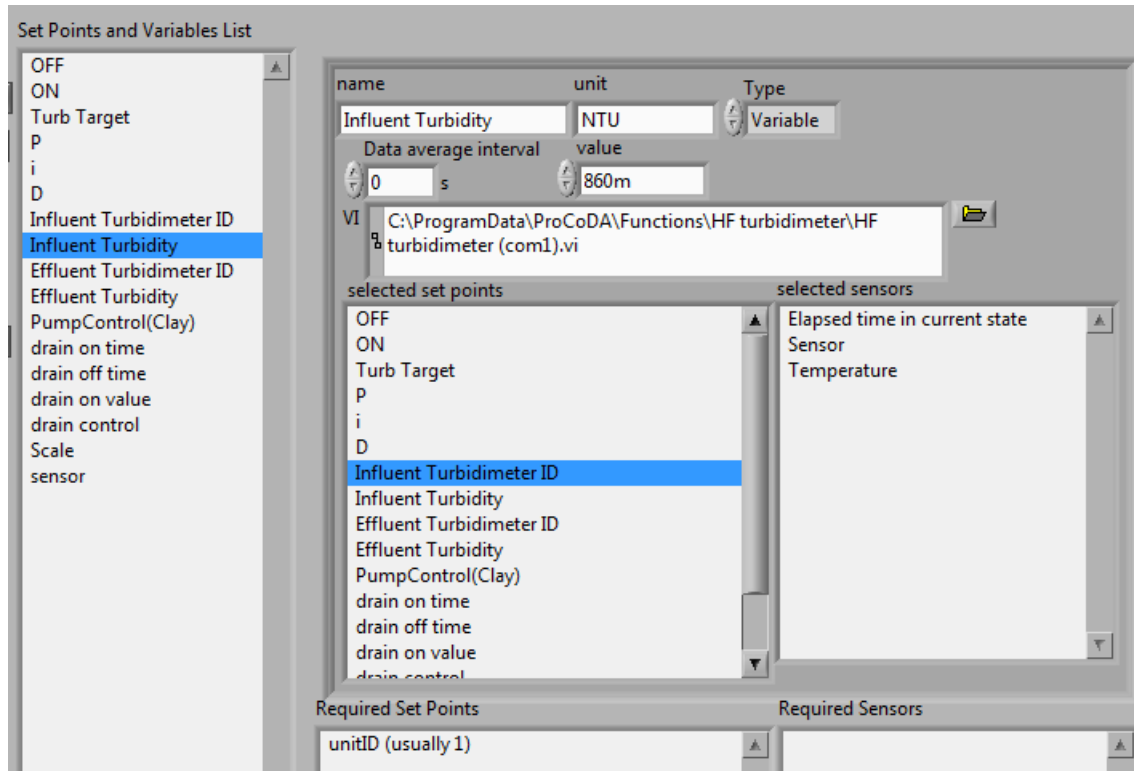 Set Points and Variables List
OFF
ON
Turb Target
P
i
D
Influent Turbidimeter ID
Influent Turbidity
Effluent Turbidimeter ID
Effluent Turbidity
PumpControl(Clay)
drain on time
drain off time
drain on value
drain control
Scale
sensor
name unit Type
Influent Turbidity NTU Variable
Data average interval value
0 s 860m
VI C:\ProgramData\ProCoDA\Functions\HF turbidimeter\HF
turbidimeter (com1).vi
selected set points
OFF
ON
Turb Target
P
i
D
Influent Turbidimeter ID
Influent Turbidity
Effluent Turbidimeter ID
Effluent Turbidity
PumpControl(Clay)
drain on time
drain off time
drain on value
drain control
selected sensors
Elapsed time in current state
Sensor
Temperature
Required Set Points
unitID (usually 1)
Required Sensors